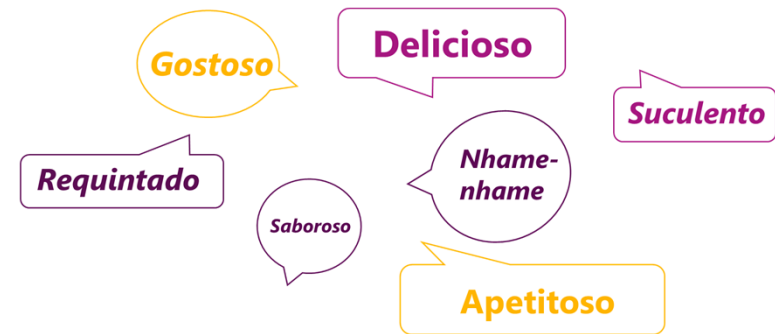 Delicioso
Gostoso
Suculento
Nhame-
nhame
Requintado
Saboroso
Apetitoso